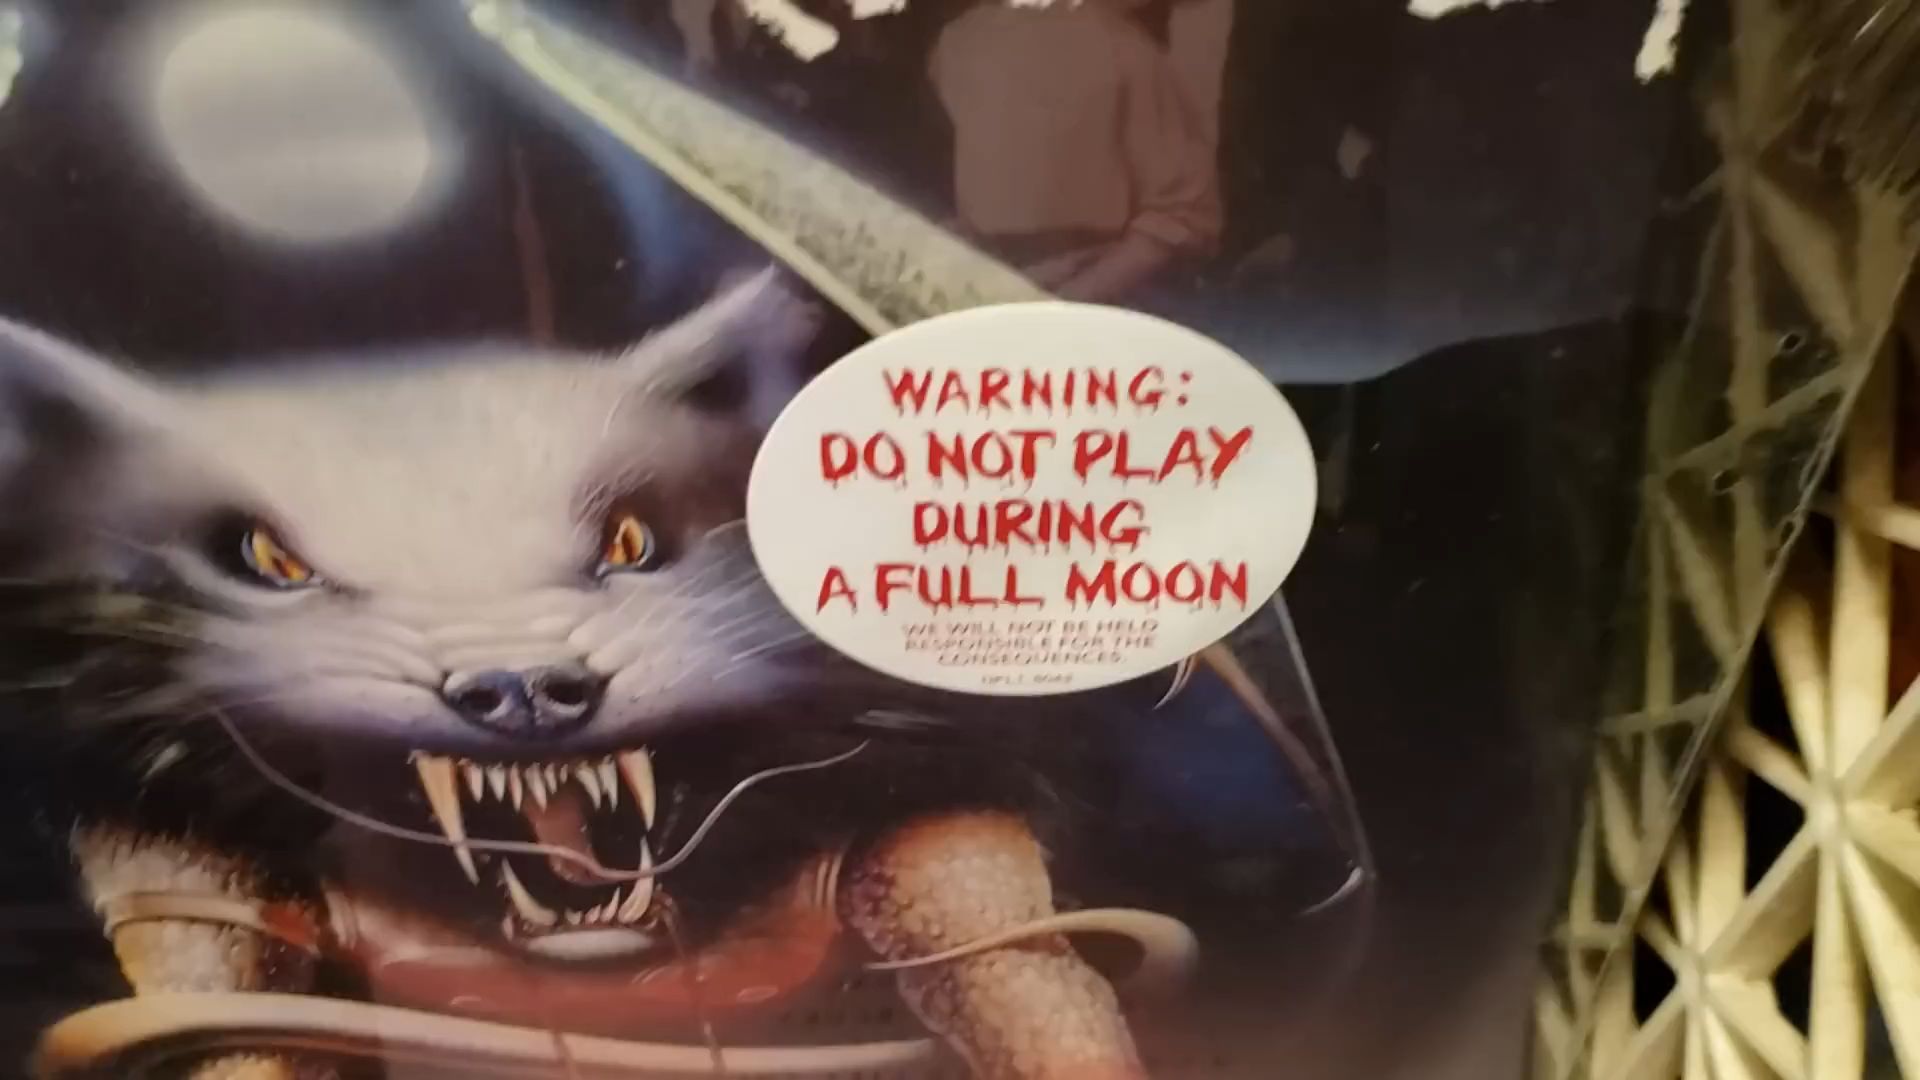 WARNING:
DO NOT PLAY
DURING
A FULL MOON
WE WILL NOT BE HELD
RESPONSIBLE FOR THE
CONSEQUENCES.